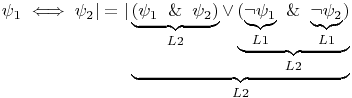 ψ₁ ⟺ ψ₂| = |(ψ₁ & ψ₂) ∨ (¬ψ₁ & ¬ψ₂)
L2 L1 L1
L2
L2